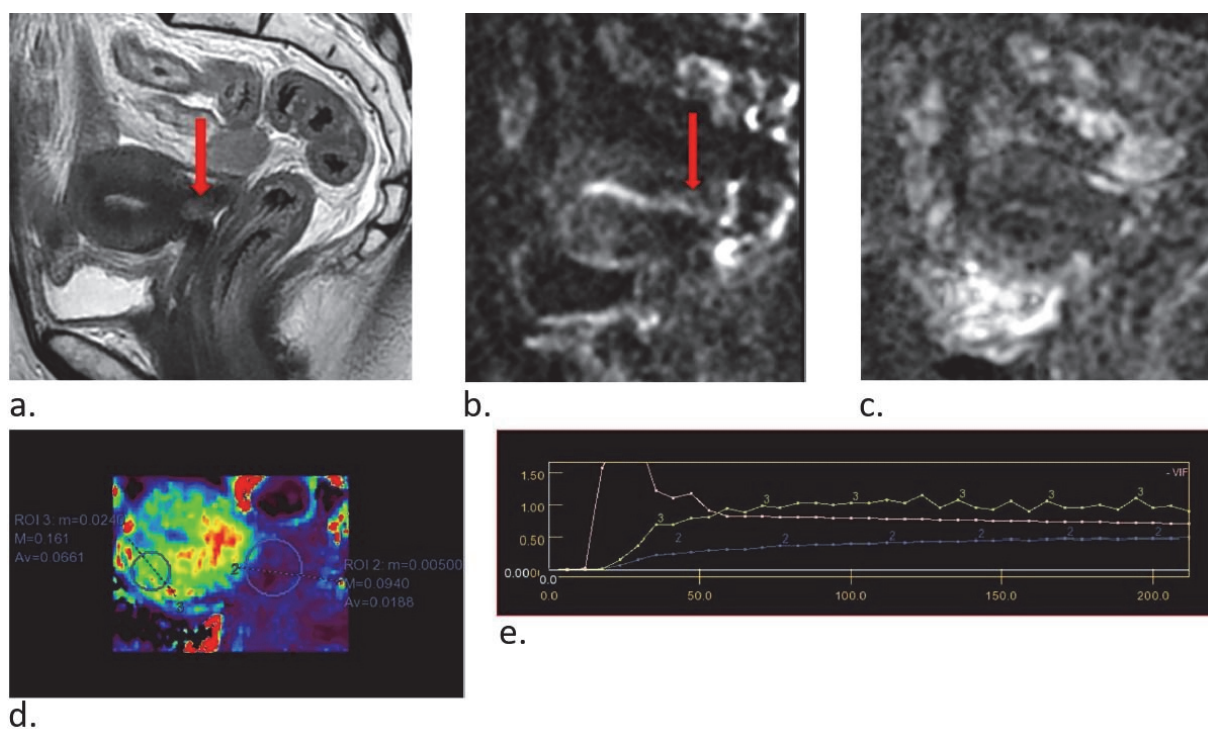 a.
b.
c.
ROI 3: m=0.0240
M=0.161
Av=0.0661
3
2
ROI 2: m=0.00500
M=0.0940
Av=0.0188
d.
1.50
1.00
0.50
0.000
0.0
- VIF
3 3 3 3 3 3
2 2 2 2 2 2
0.0 50.0 100.0 150.0 200.0
e.